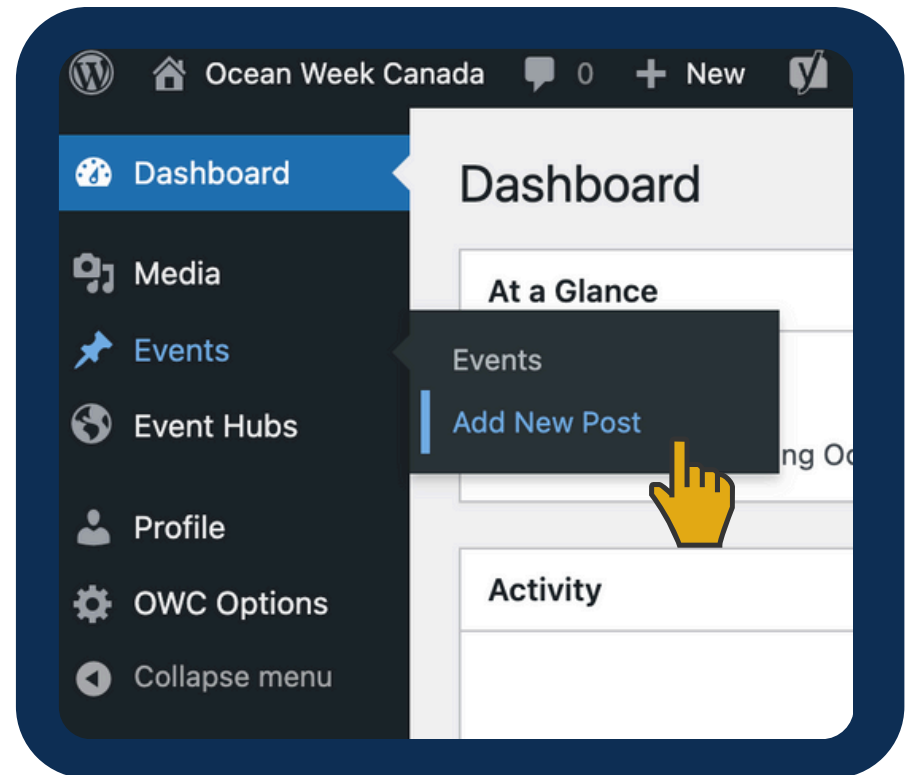 Ocean Week Canada 0 + New
Dashboard
Dashboard
Media
At a Glance
Events
Events
Add New Post
Event Hubs
ng
Profile
Activity
OWC Options
Collapse menu